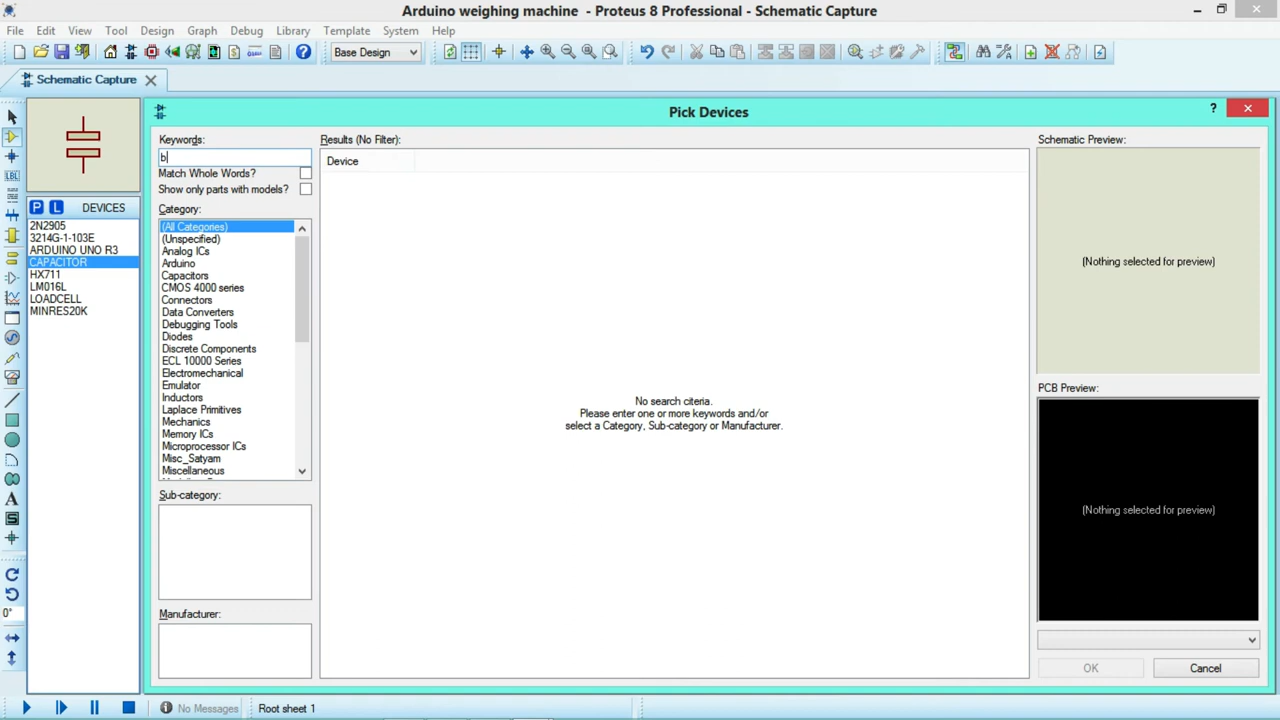 Arduino weighing machine - Proteus 8 Professional - Schematic Capture
File Edit View Tool Design Graph Debug Library Template System Help
Base Design
Schematic Capture
Pick Devices
Keywords:
b
Match Whole Words?
Show only parts with models?
Category:
(All Categories)
(Unspecified)
Analog ICs
Arduino
Capacitors
CMOS 4000 series
Connectors
Data Converters
Debugging Tools
Diodes
Discrete Components
ECL 10000 Series
Electromechanical
Emulator
Inductors
Laplace Primitives
Mechanics
Memory ICs
Microprocessor ICs
Misc_Satyam
Miscellaneous
Sub-category:
Manufacturer:
Results (No Filter):
Device
No search citeria.
Please enter one or more keywords and/or
select a Category, Sub-category or Manufacturer.
Schematic Preview:
(Nothing selected for preview)
PCB Preview:
(Nothing selected for preview)
OK Cancel
P L DEVICES
2N2905
3214G-1-103E
ARDUINO UNO R3
CAPACITOR
HX711
LM016L
LOADCELL
MINRES20K
LBL
A
S
0°
No Messages Root sheet 1